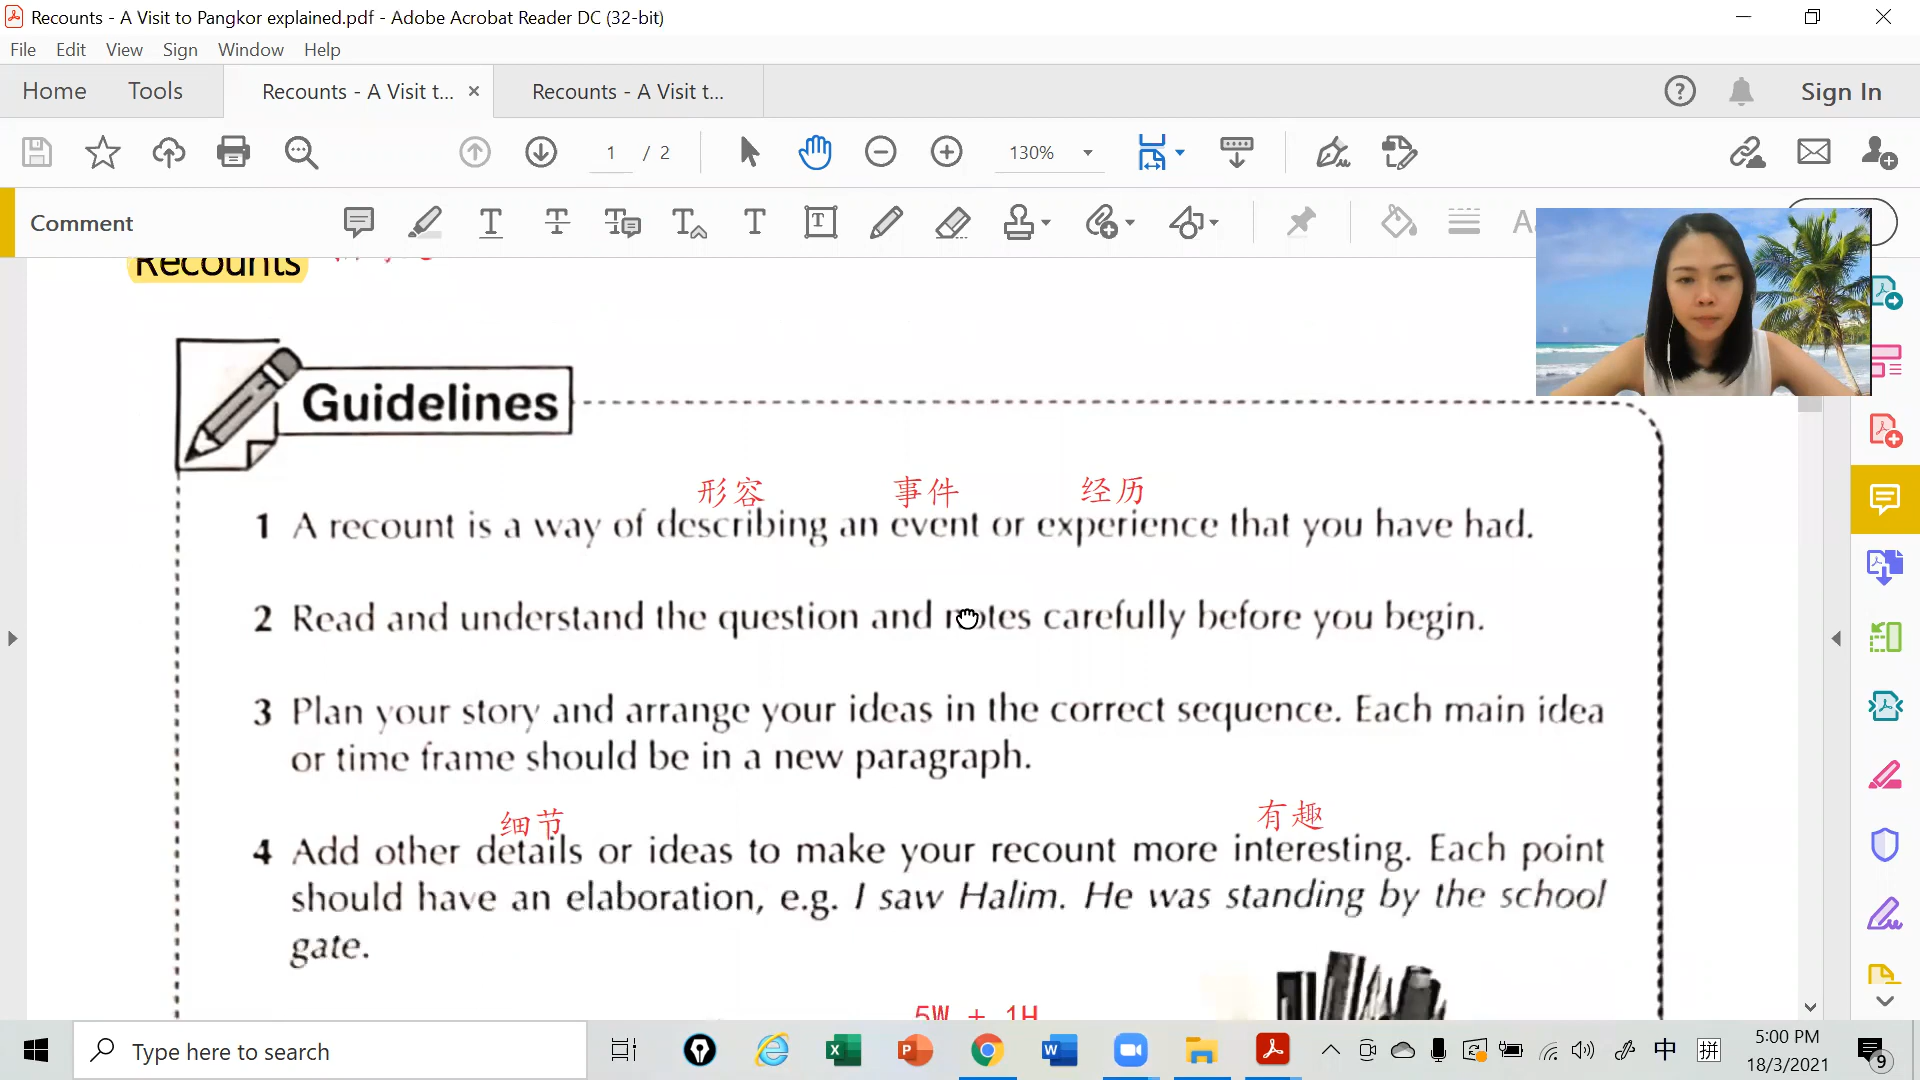 Recounts - A Visit to Pangkor explained.pdf - Adobe Acrobat Reader DC (32-bit)
File Edit View Sign Window Help
Home Tools Recounts - A Visit t... × Recounts - A Visit t... Sign In
1 / 2 130%
Comment
Recounts
Guidelines
形容 事件 经历
1 A recount is a way of describing an event or experience that you have had.
2 Read and understand the question and notes carefully before you begin.
3 Plan your story and arrange your ideas in the correct sequence. Each main idea
or time frame should be in a new paragraph.
细节 有趣
4 Add other details or ideas to make your recount more interesting. Each point
should have an elaboration, e.g. I saw Halim. He was standing by the school
gate.
5W + 1H
Type here to search
中 拼
5:00 PM
18/3/2021
9